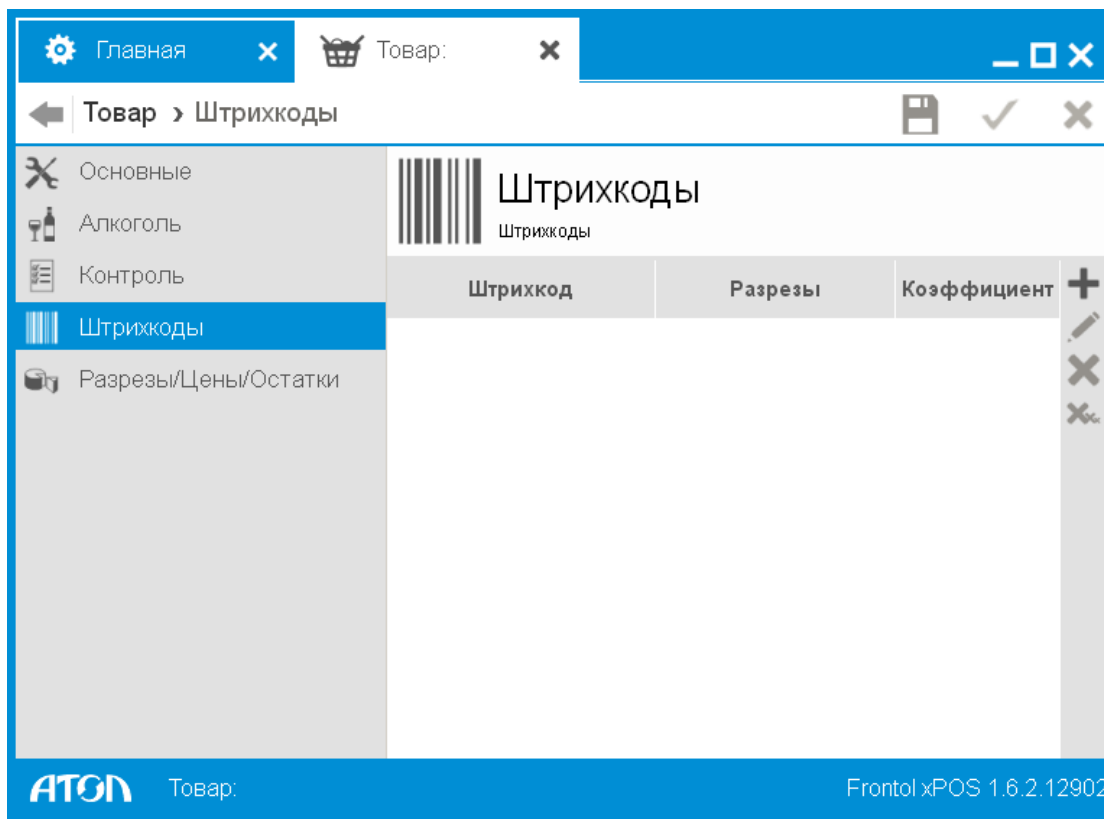 Главная
Товар:
Товар › Штрихкоды
Основные
Алкоголь
Контроль
Штрихкоды
Разрезы/Цены/Остатки
Штрихкоды
Штрихкоды
Штрихкод Разрезы Коэффициент
АТОЛ Товар: Frontol xPOS 1.6.2.12902